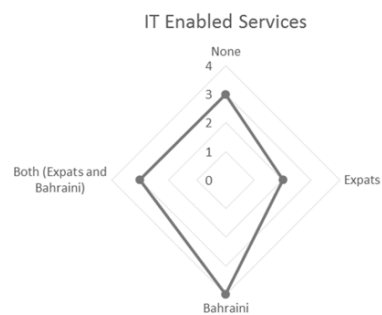 IT Enabled Services
None
4
3
2
1
0
Both (Expats and
Bahraini)
Expats
Bahraini